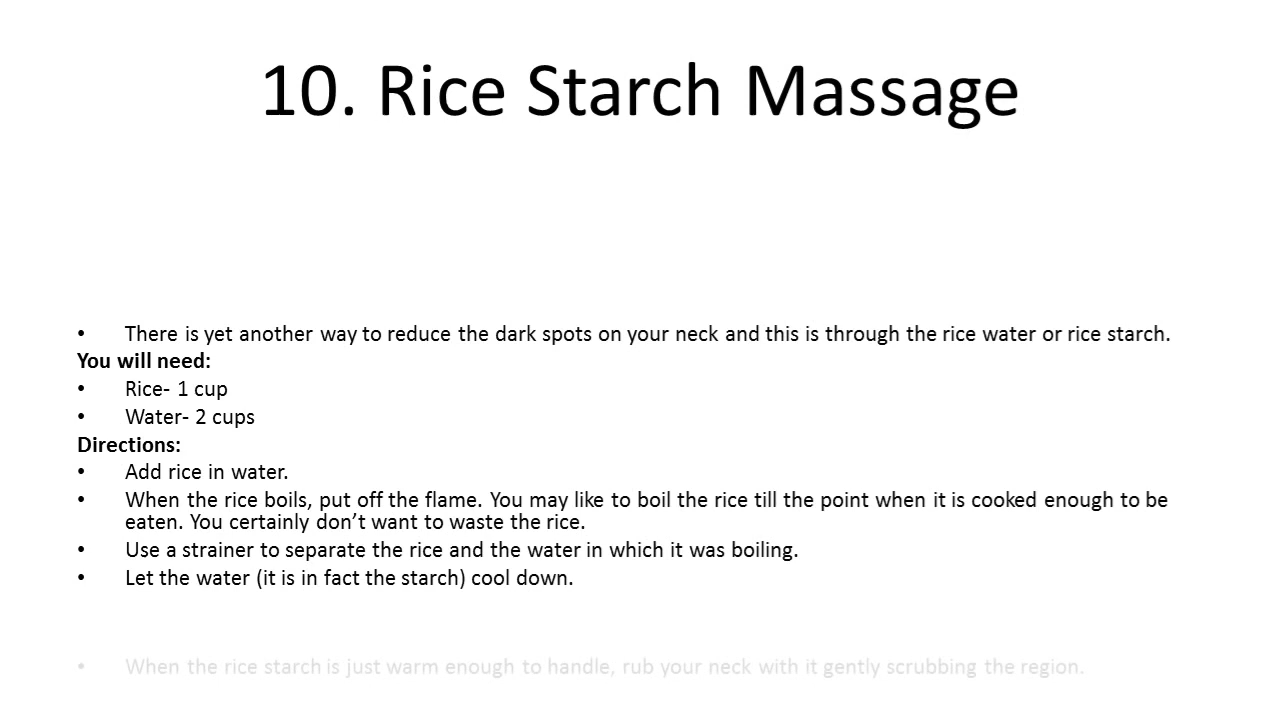 10. Rice Starch Massage
• There is yet another way to reduce the dark spots on your neck and this is through the rice water or rice starch.
You will need:
• Rice- 1 cup
• Water- 2 cups
Directions:
• Add rice in water.
• When the rice boils, put off the flame. You may like to boil the rice till the point when it is cooked enough to be
eaten. You certainly don’t want to waste the rice.
• Use a strainer to separate the rice and the water in which it was boiling.
• Let the water (it is in fact the starch) cool down.
• When the rice starch is just warm enough to handle, rub your neck with it gently scrubbing the region.